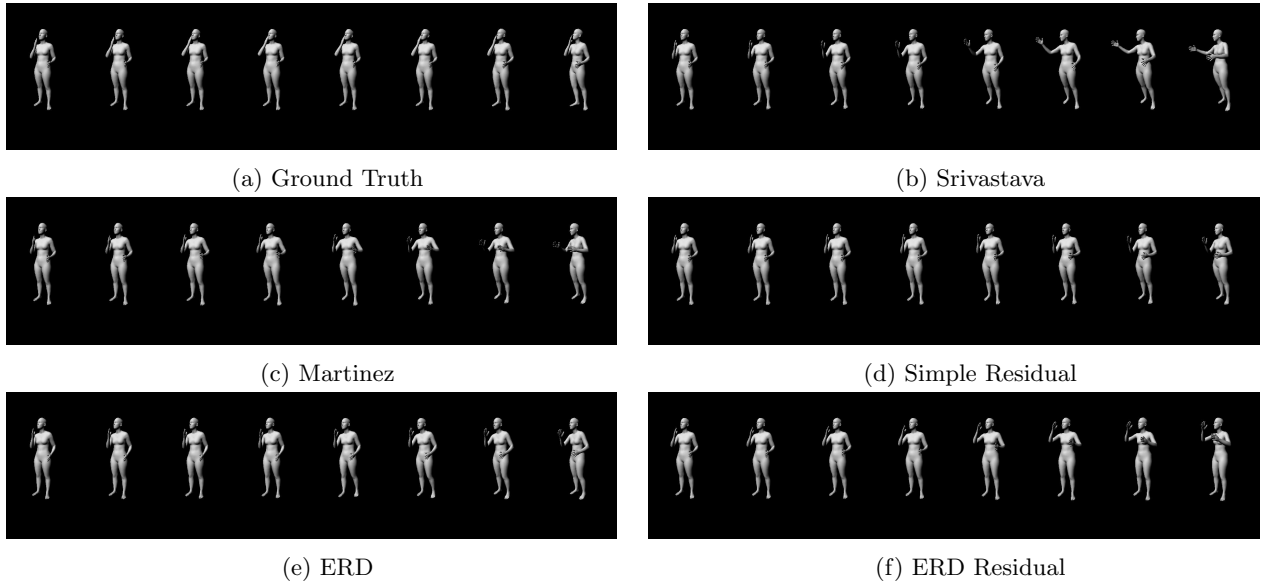 (a) Ground Truth
(b) Srivastava
(c) Martinez
(d) Simple Residual
(e) ERD
(f) ERD Residual